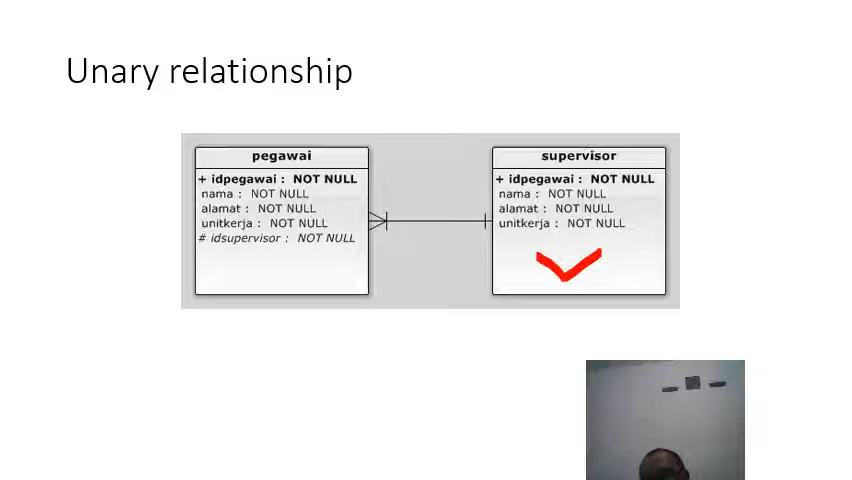 Unary relationship
pegawai
+ idpegawai : NOT NULL
nama : NOT NULL
alamat : NOT NULL
unitkerja : NOT NULL
# idsupervisor : NOT NULL
supervisor
+ idpegawai : NOT NULL
nama : NOT NULL
alamat : NOT NULL
unitkerja : NOT NULL